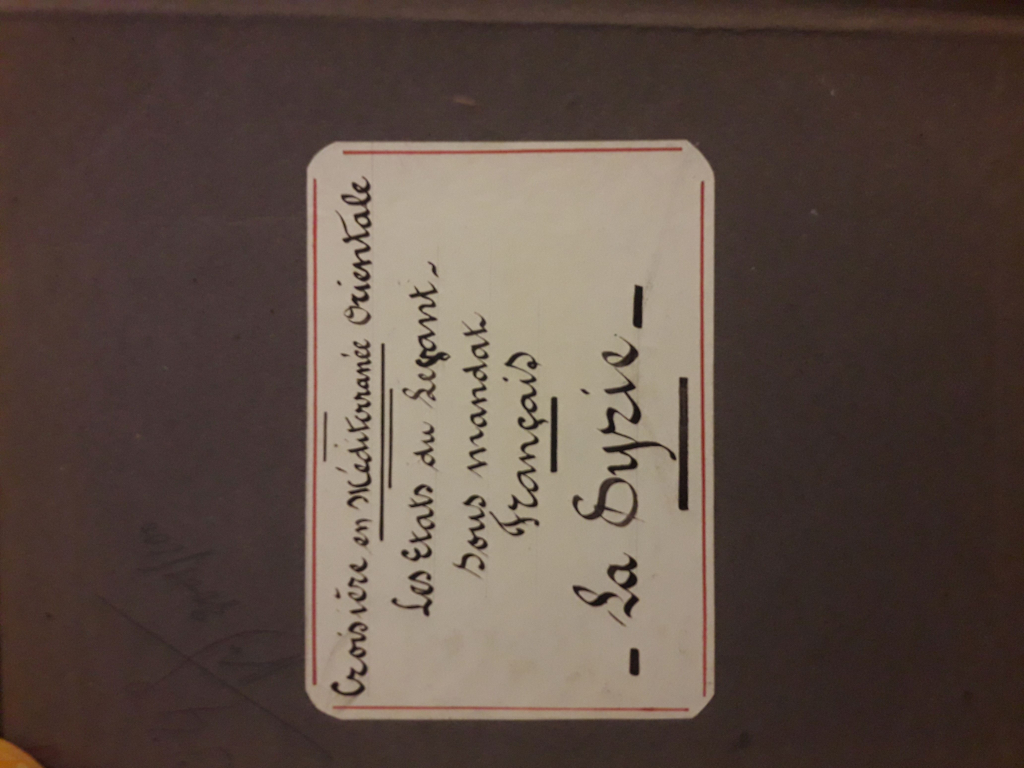 Croisière en Méditerranée Orientale
Les Etats du Levant -
sous mandat
Français
- La Syrie -